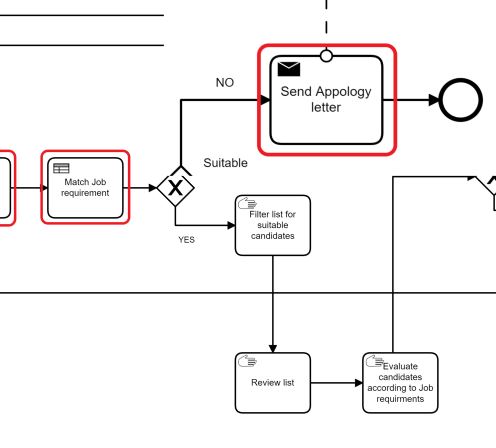 NO
Send Appology
letter
Suitable
Match Job
requirement
YES
Filter list for
suitable
candidates
Review list
Evaluate
candidates
according to Job
requirments